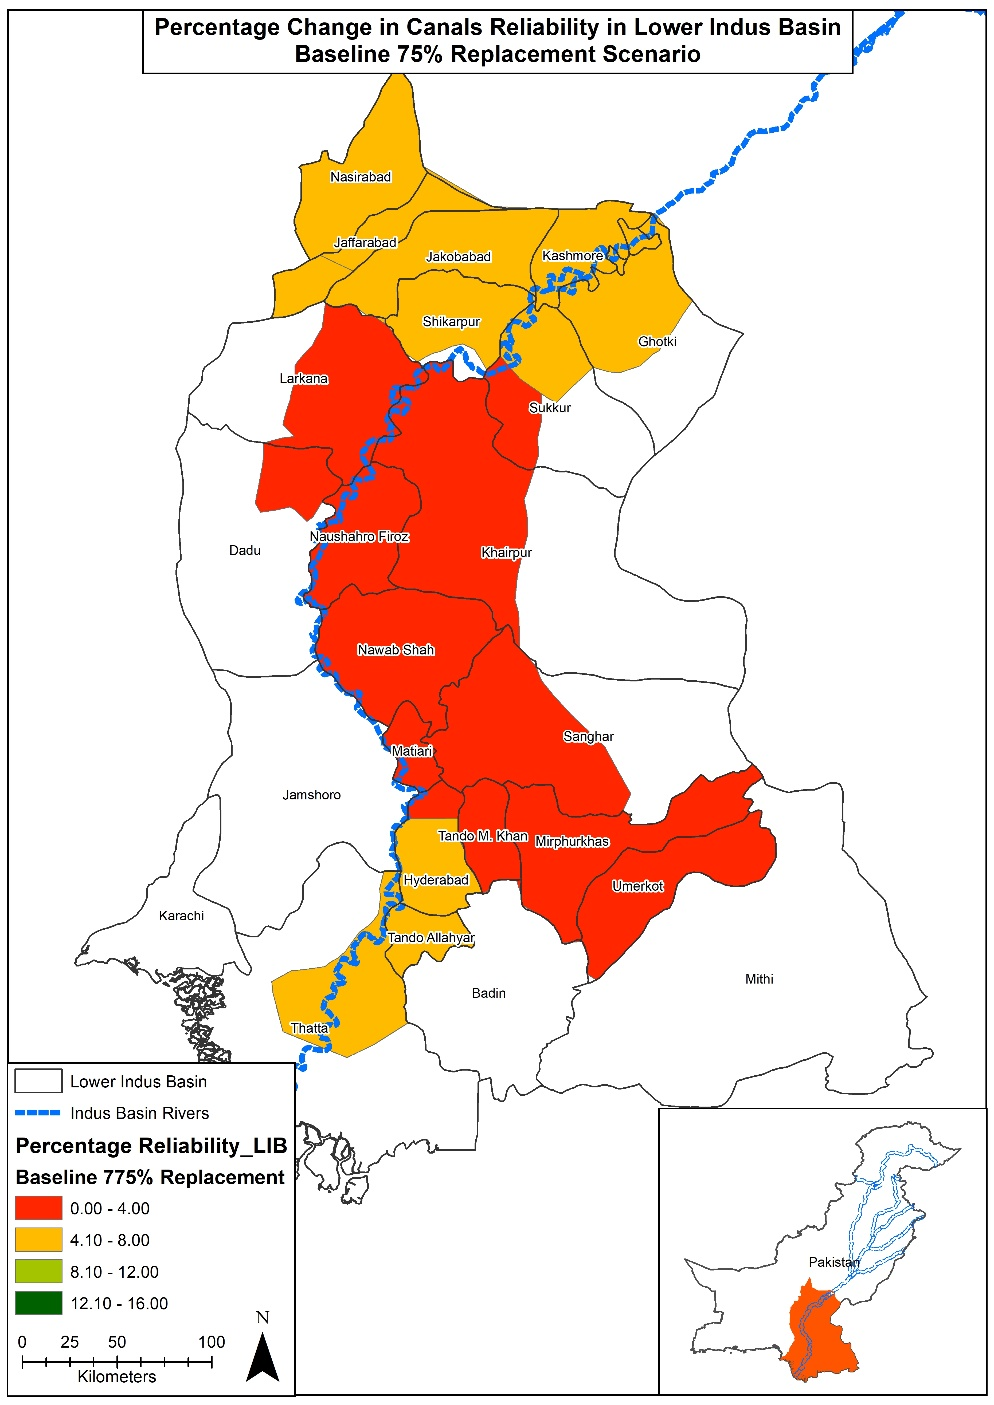 Percentage Change in Canals Reliability in Lower Indus Basin
Baseline 75% Replacement Scenario
Nasirabad
Jaffarabad
Jakobabad
Kashmore
Shikarpur
Ghotki
Larkana
Sukkur
Naushahro Firoz
Dadu
Khairpur
Nawab Shah
Sanghar
Matiari
Jamshoro
Tando M. Khan
Mirphurkhas
Hyderabad
Umerkot
Karachi
Tando Allahyar
Mithi
Badin
Thatta
Lower Indus Basin
Indus Basin Rivers
Percentage Reliability_LIB
Baseline 775% Replacement
0.00 - 4.00
4.10 - 8.00
8.10 - 12.00
12.10 - 16.00
N
0 25 50 100
Kilometers
Pakistan